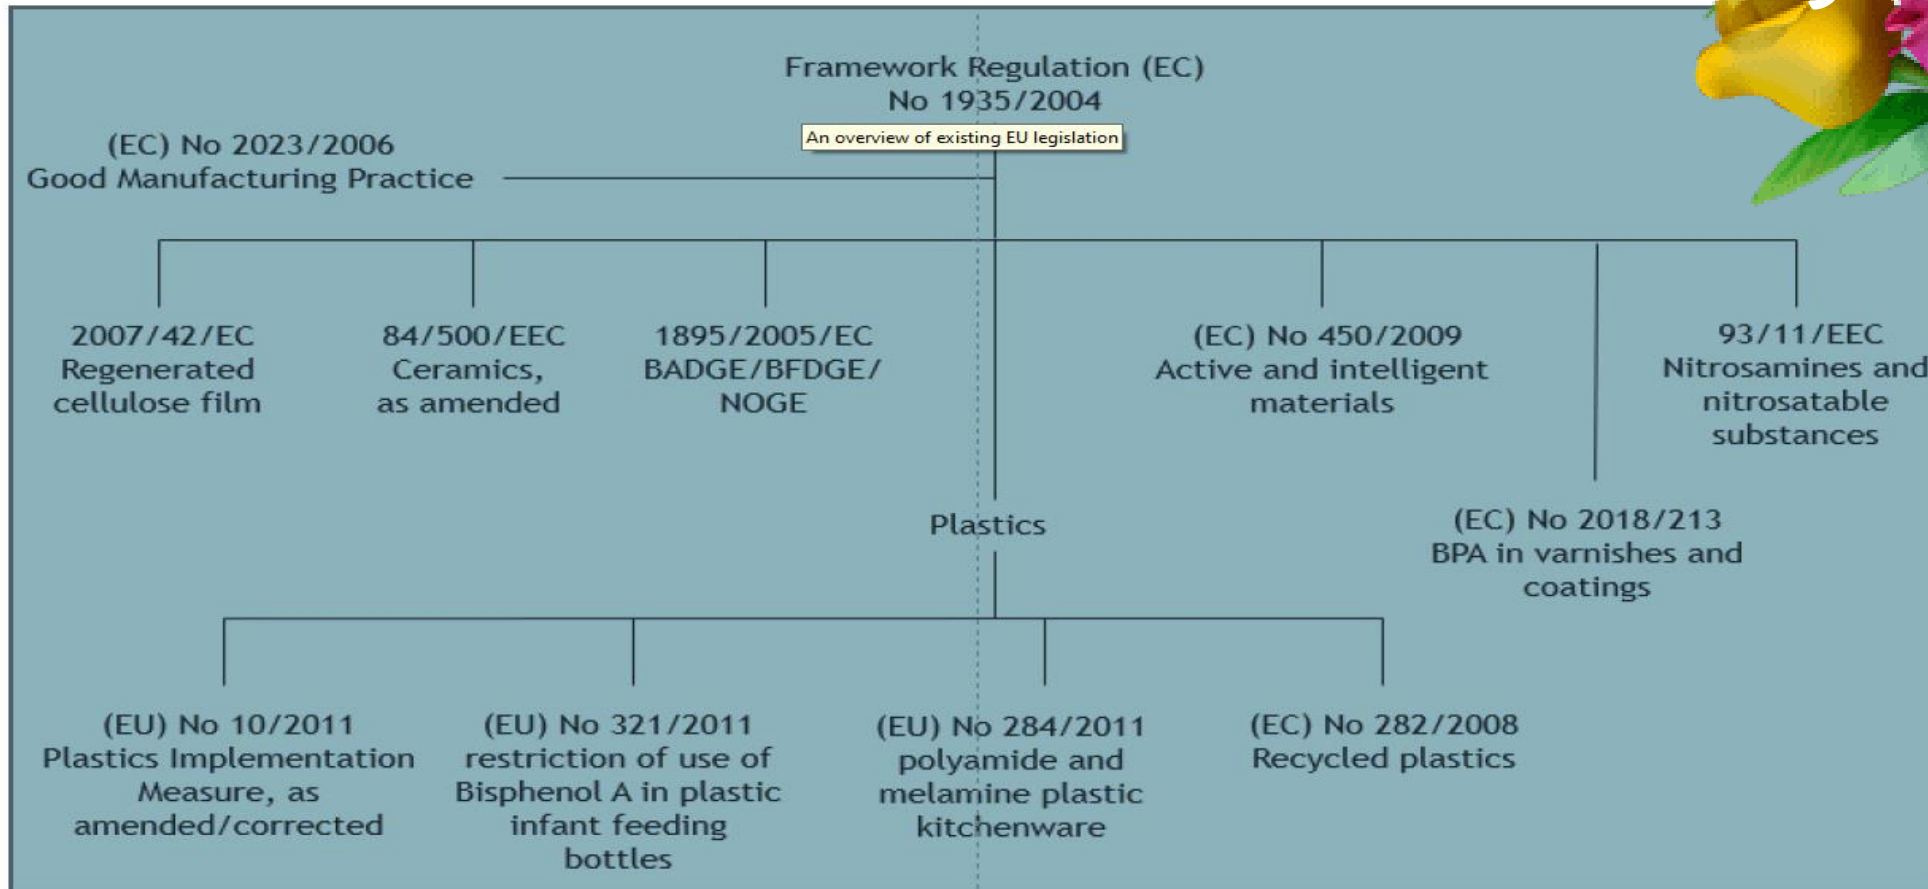 Framework Regulation (EC)
No 1935/2004
An overview of existing EU legislation
(EC) No 2023/2006
Good Manufacturing Practice
2007/42/EC
Regenerated
cellulose film
84/500/EEC
Ceramics,
as amended
1895/2005/EC
BADGE/BFDGE/
NOGE
(EC) No 450/2009
Active and intelligent
materials
93/11/EEC
Nitrosamines and
nitrosatable
substances
(EC) No 2018/213
BPA in varnishes and
coatings
Plastics
(EU) No 10/2011
Plastics Implementation
Measure, as
amended/corrected
(EU) No 321/2011
restriction of use of
Bisphenol A in plastic
infant feeding
bottles
(EU) No 284/2011
polyamide and
melamine plastic
kitchenware
(EC) No 282/2008
Recycled plastics